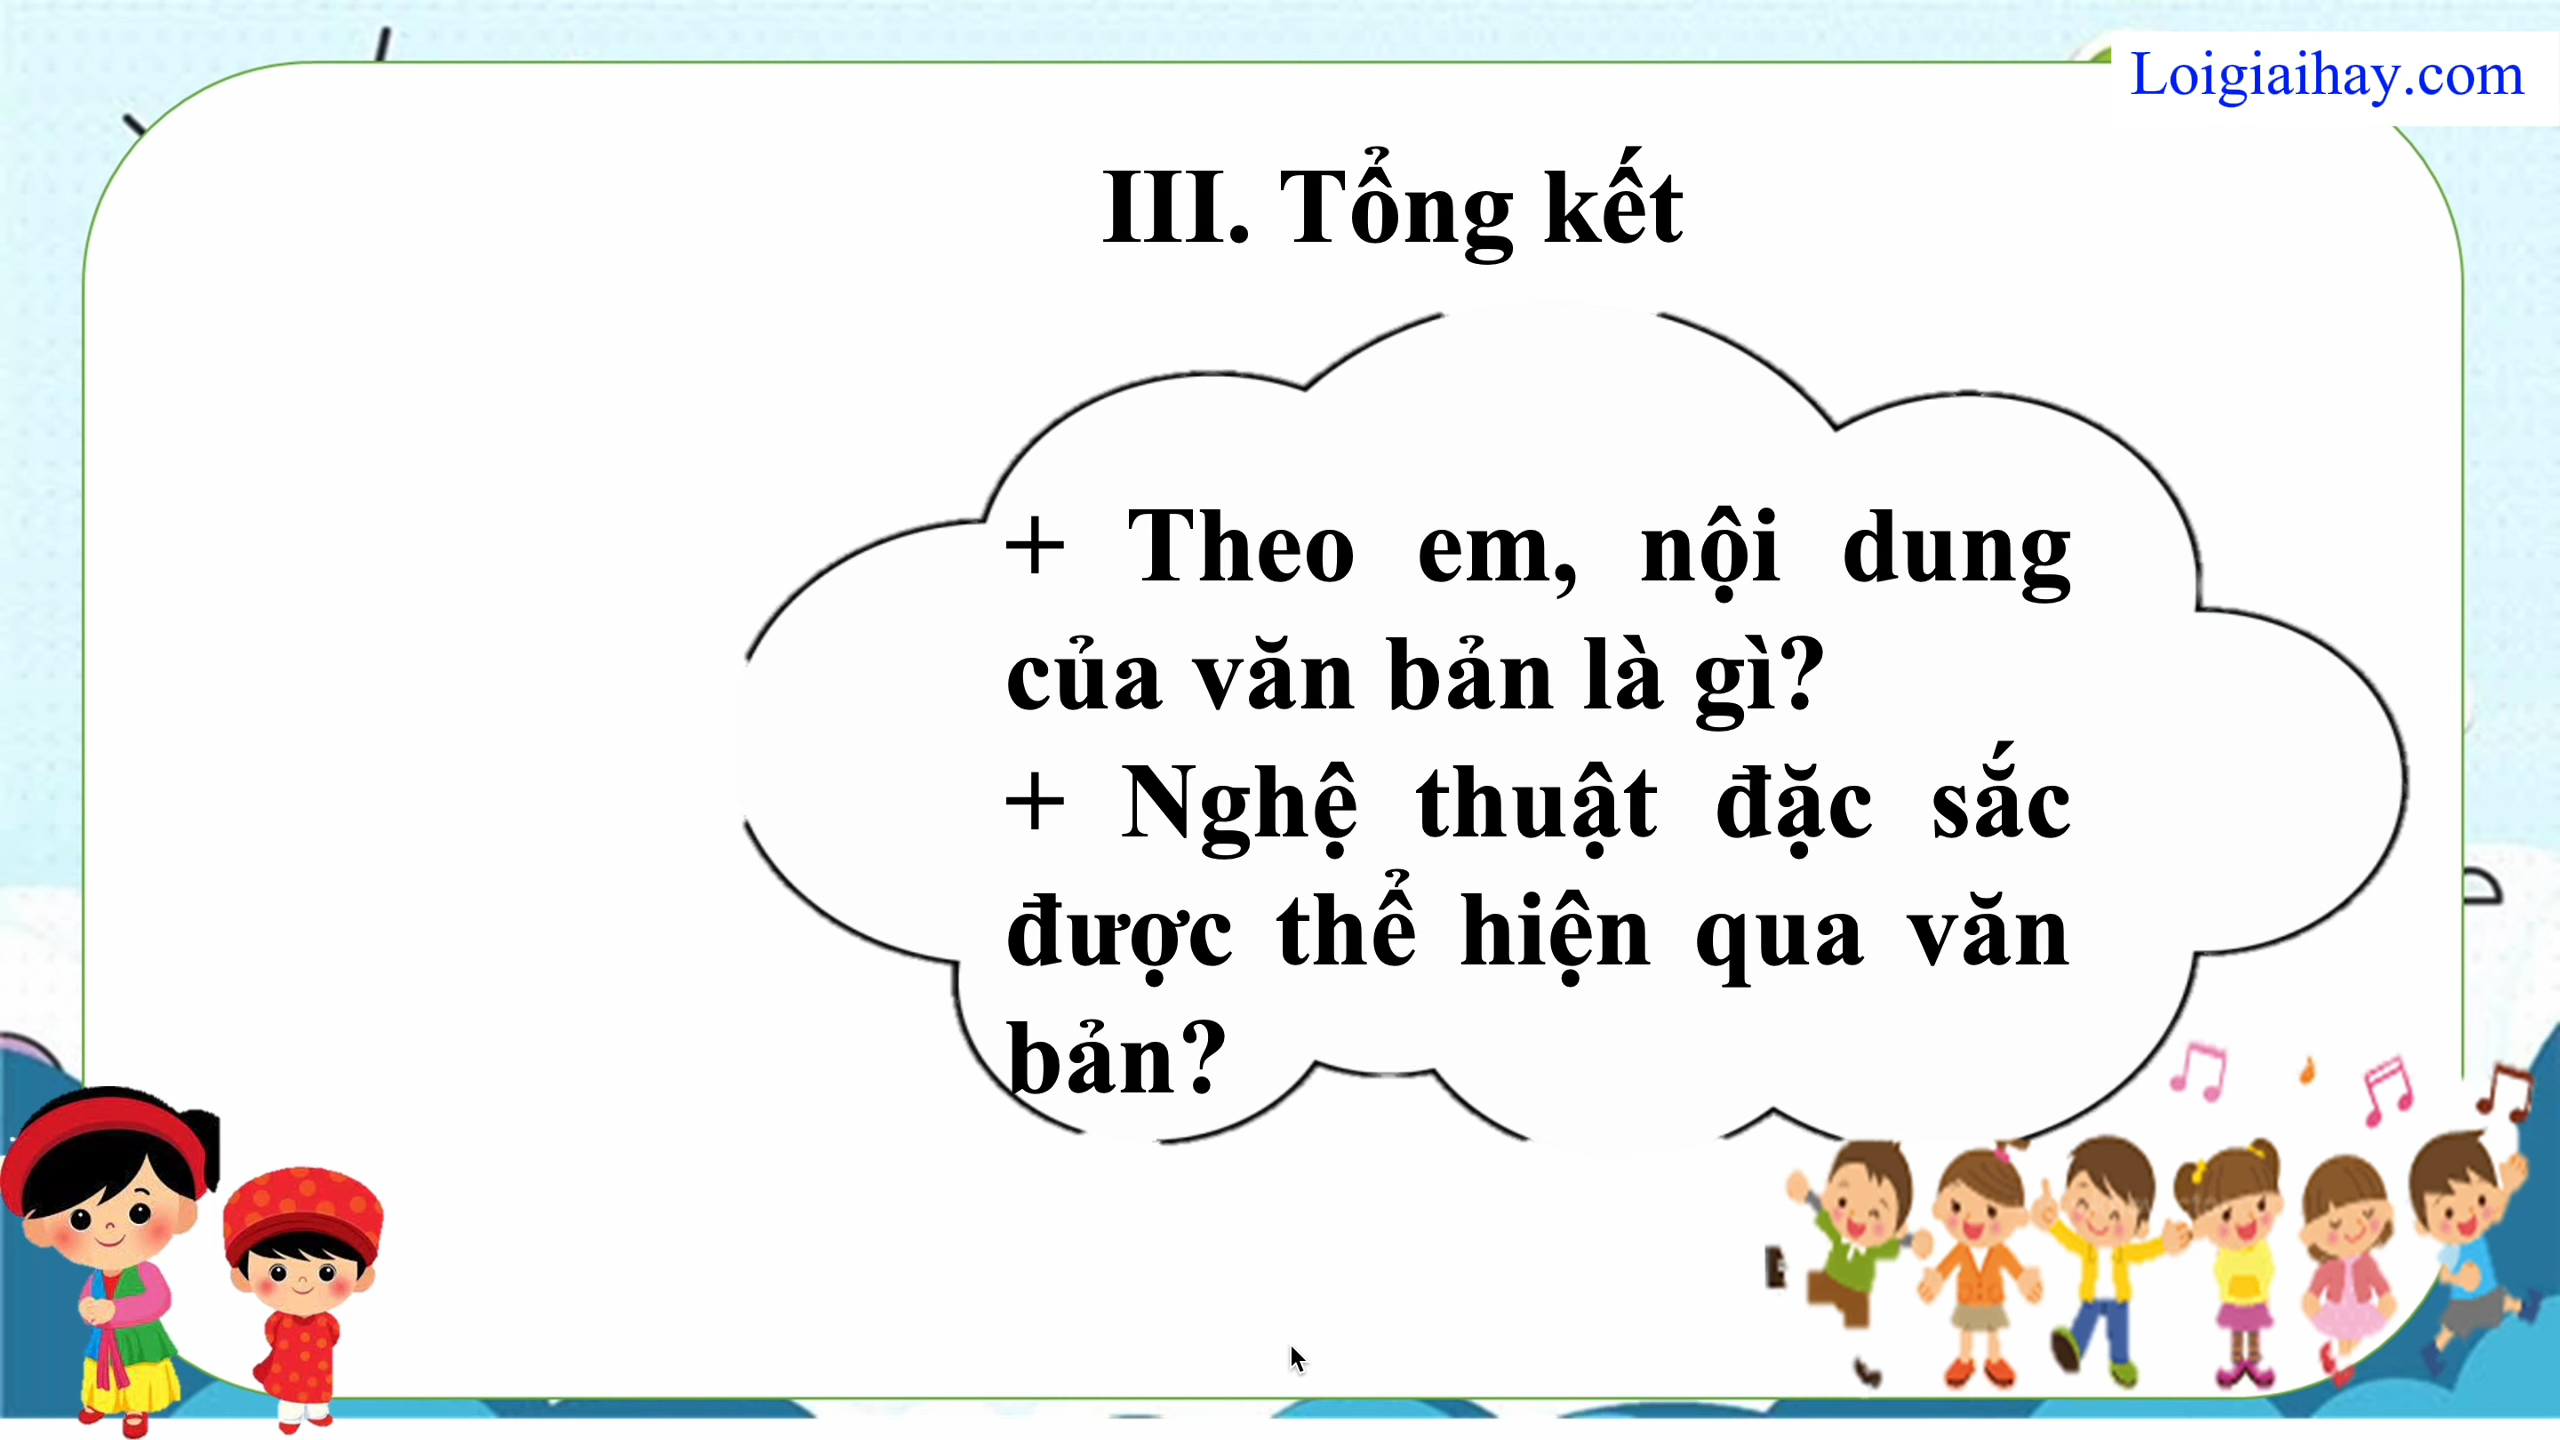 Loigiaihay.com
III. Tổng kết
+ Theo em, nội dung
của văn bản là gì?
+ Nghệ thuật đặc sắc
được thể hiện qua văn
bản?